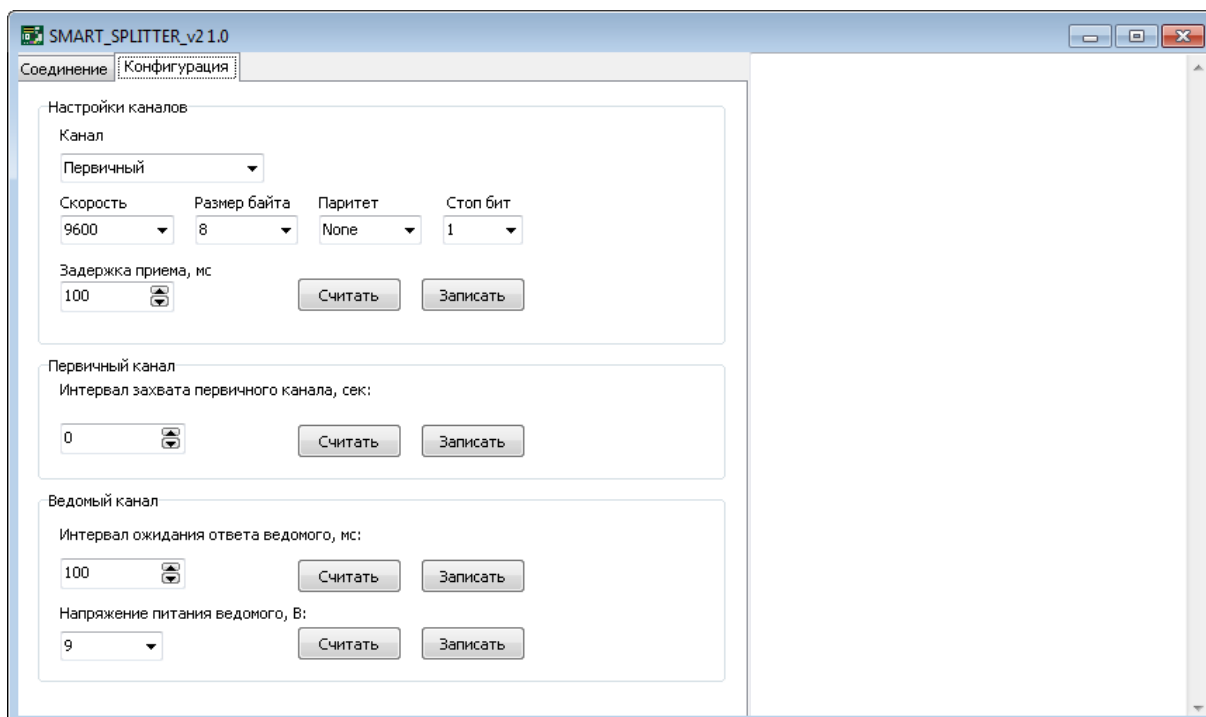 SMART_SPLITTER_v2 1.0
Соединение Конфигурация
Настройки каналов
Канал
Первичный
Скорость Размер байта Паритет Стоп бит
9600 8 None 1
Задержка приема, мс
100 Считать Записать
Первичный канал
Интервал захвата первичного канала, сек:
0 Считать Записать
Ведомый канал
Интервал ожидания ответа ведомого, мс:
100 Считать Записать
Напряжение питания ведомого, В:
9 Считать Записать